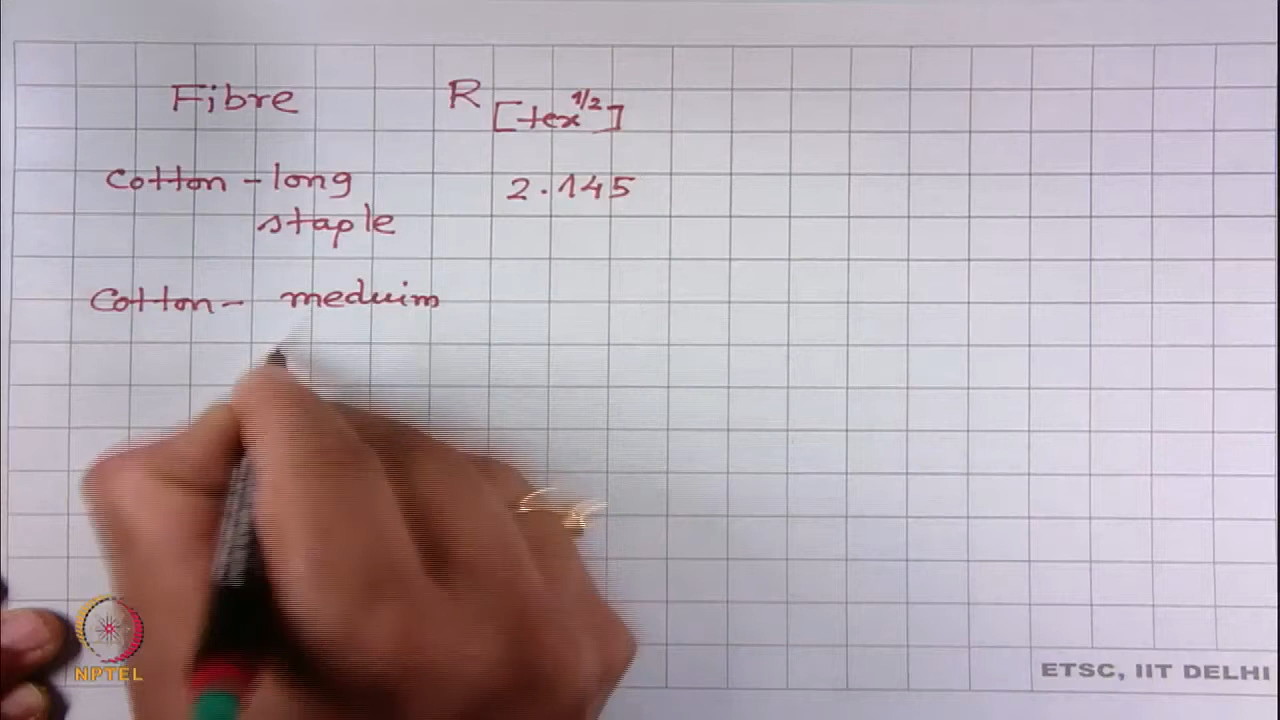 Fibre R [tex^1/2]
Cotton - long 2.145
staple
Cotton - meduim
NPTEL
ETSC, IIT DELHI